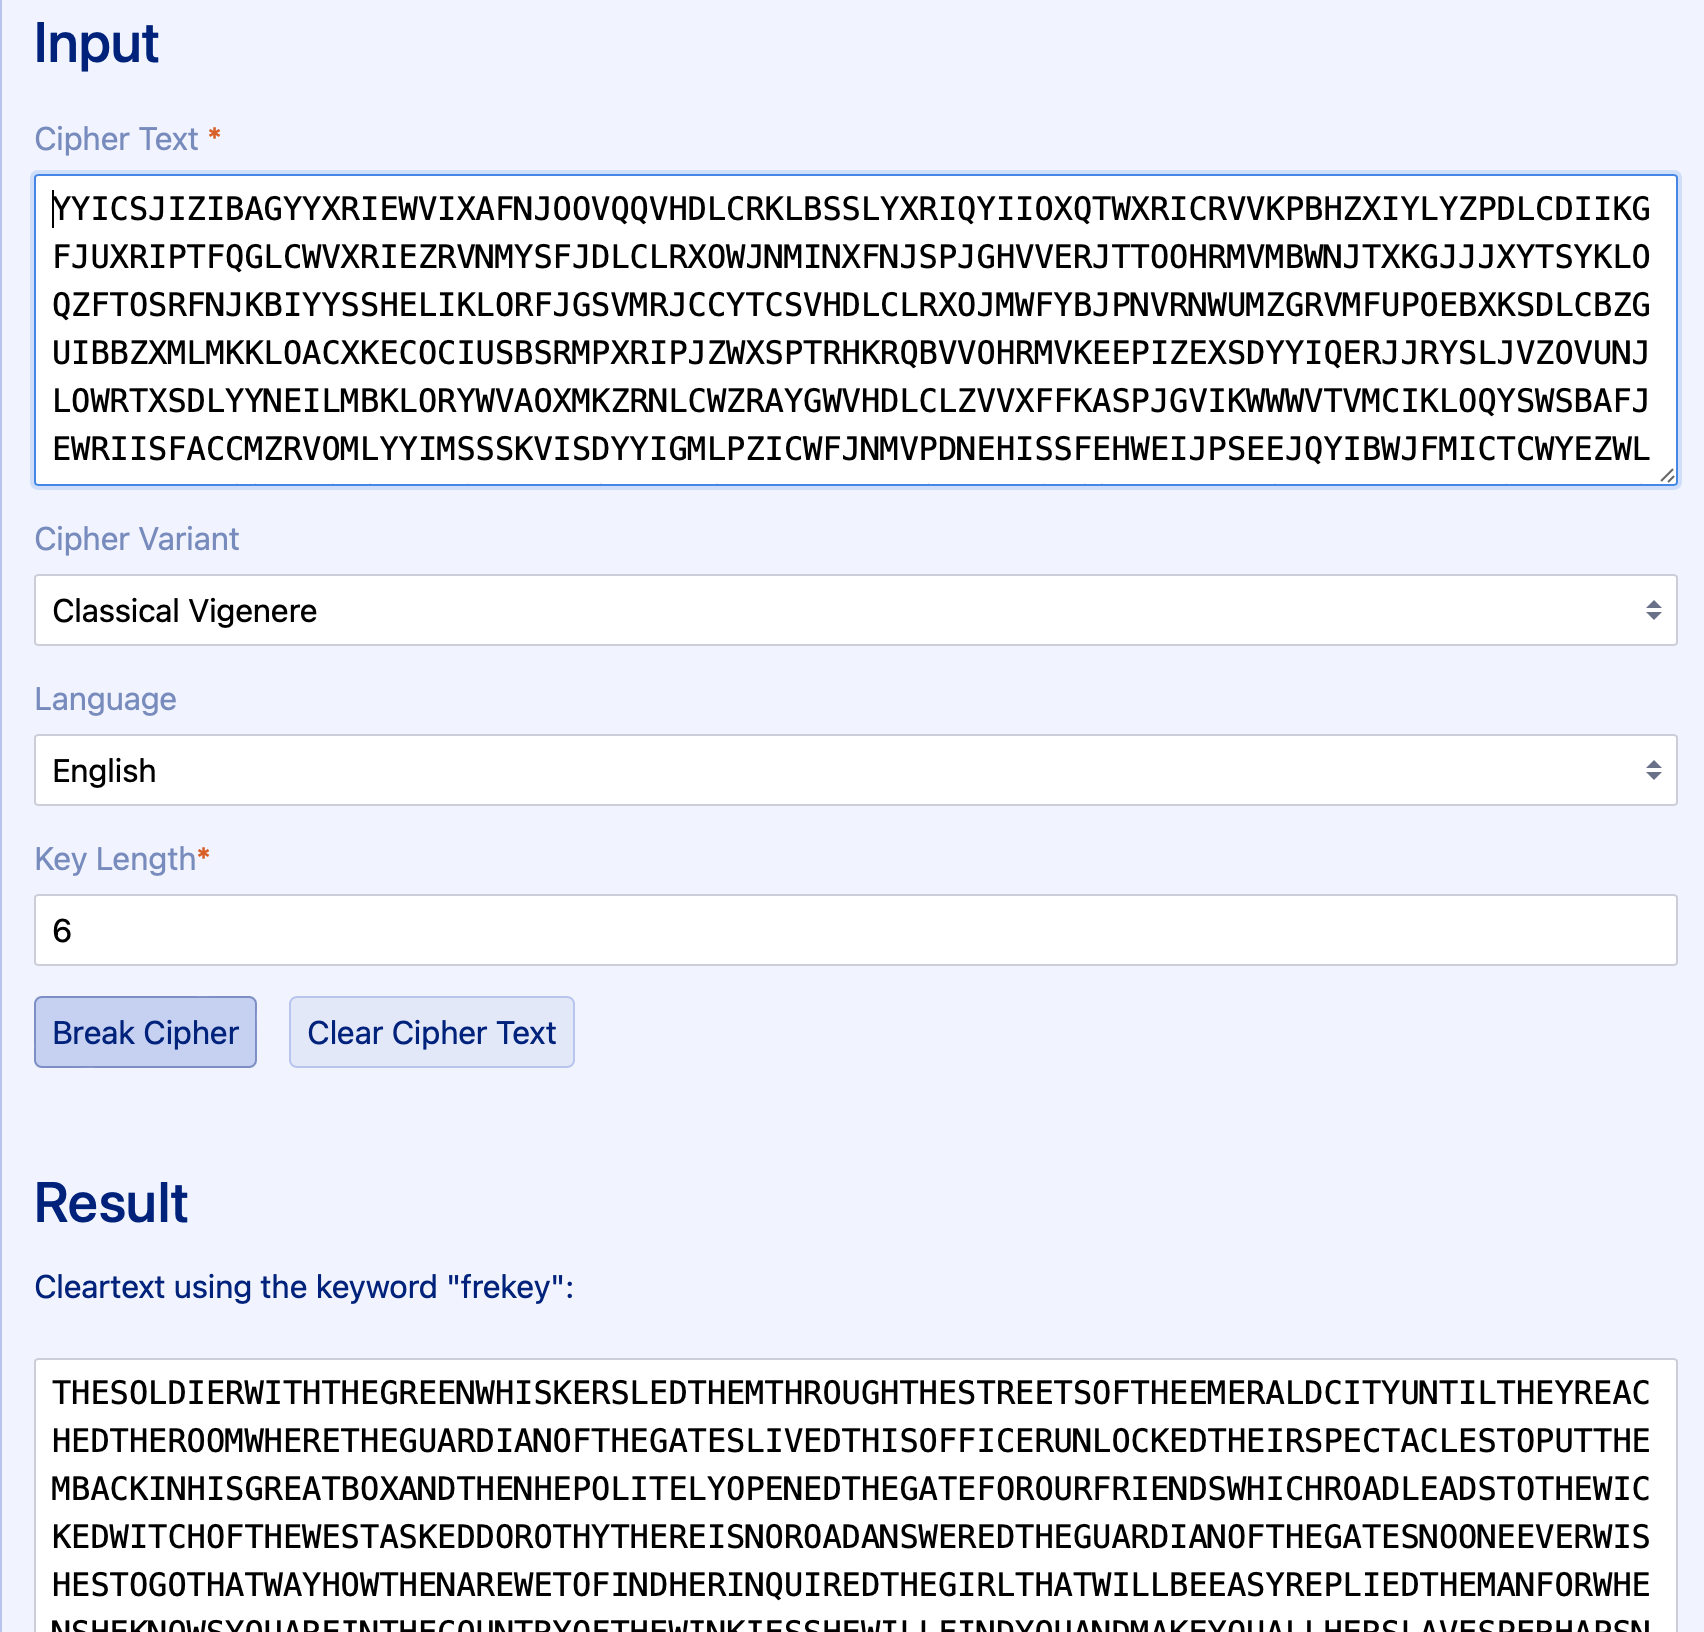 Input
Cipher Text *
YYICSJIZIBAGYYXRIEWVIXAFNJOOVQQVHDLCRKLBSSLYXRIQYIIOXQTWXRICRVVKPBHZXIYLYZPDLCDIIKG
FJUXRIPTFQGLCWVXRIEZRVNMYSFJDLCLRXOWJNMINXFNJSPJGHVVERJTTOOHRMVMBWNJTXKGJJJXYTSYKLO
QZFTOSRFNJKBIYYSSHELIKLORFJGSVMRJCCYTCSVHDLCLRXOJMWFYBJPNVRNWUMZGRVMFUPOEBXKSDLCBZG
UIBBZXMLMKKLOACXKECOCIUSBSRMPXRIPJZWXSPTRHKRQBVVOHRMVKEEPIZEXSDYYIQERJJRYSLJVZOVUNJ
LOWRTXSDLYYNEILMBKLORYWVAOXMKZRNLCWZRAYGWVHDLCLZVVXFFKASPJGVIKWWWVTVMCIKLOQYSWSBAFJ
EWRIISFACCMZRVOMLYYIMSSSKVISDYYIGMLPZICWFJNMVPDNEHISSFEHWEIJPSEEJQYIBWJFMICTCWYEZWL
Cipher Variant
Classical Vigenere
Language
English
Key Length*
6
Break Cipher Clear Cipher Text
Result
Cleartext using the keyword "frekey":
THESOLDIERWITHTHEGREENWHISKERSLEDTHEMTHROUGHTHESTREETSOFTHEEMERALDCITYUNTILTHEYREAC
HEDTHEROOMWHERETHEGUARDIANOFTHEGATESLIVEDTHISOFFICERUNLOCKEDTHEIRSPECTACLESTOPUTTHE
MBACKINHISGREATBOXANDTHENHEPOLITELYOPENEDTHEGATEFOROURFRIENDSWHICHROADLEADSTOTHEWIC
KEDWITCHOFTHEWESTASKEDDOROTHYTHEREISNOROADANSWEREDTHEGUARDIANOFTHEGATESNOONEEVERWIS
HESTOGOTHATWAYHOWTHENAREWETOFINDHERINQUIREDTHEGIRLTHATWILLBEEASYREPLIEDTHEMANFORWHE
NSHEKNOWSYOUAREINTHECOUNTRYOFTHEWINKIESSHEWILLFINDYOUANDMAKEYOUALLHERSLAVESPERHAPSN